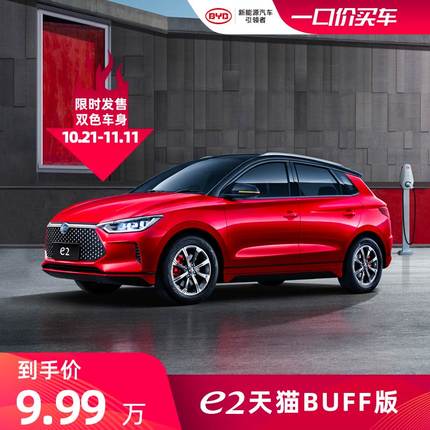 BYD
新能源汽车
引领者
一口价买车
限时发售
双色车身
10.21-11.11
e2
到手价
9.99 万
e2天猫BUFF版